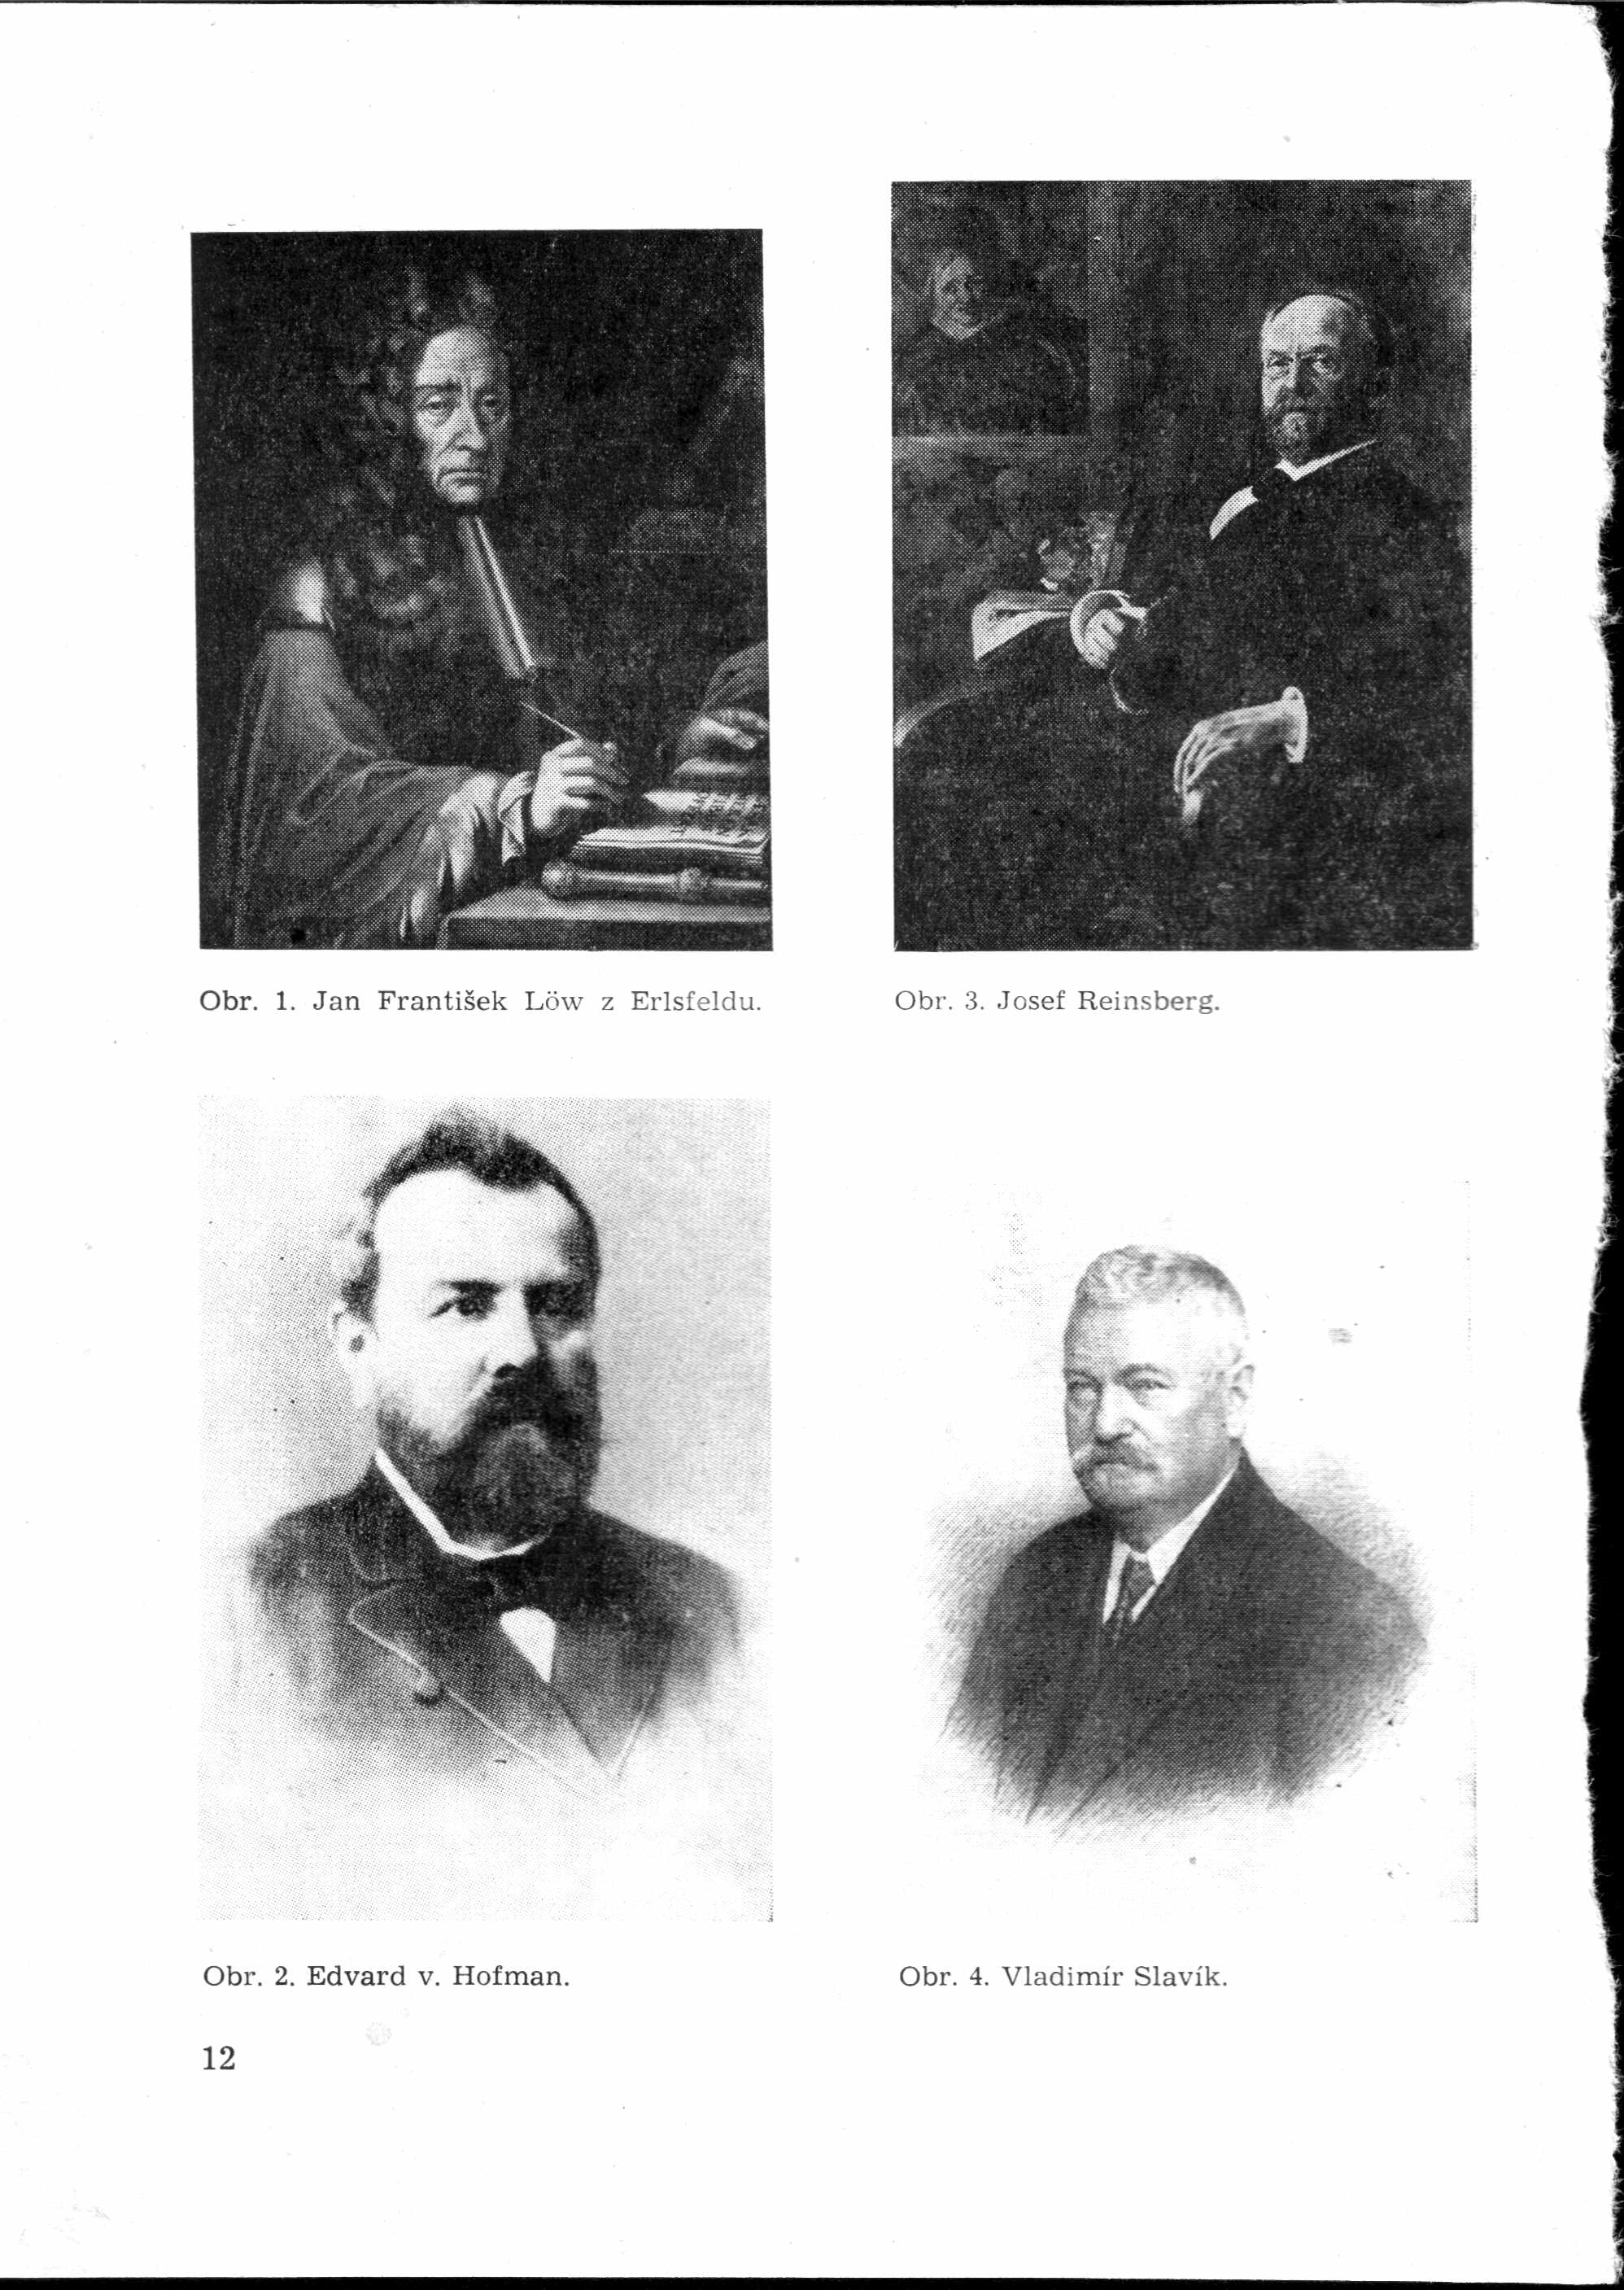 Obr. 1. Jan František Löw z Erlsfeldu.
Obr. 3. Josef Reinsberg.
Obr. 2. Edvard v. Hofman.
Obr. 4. Vladimír Slavík.
12